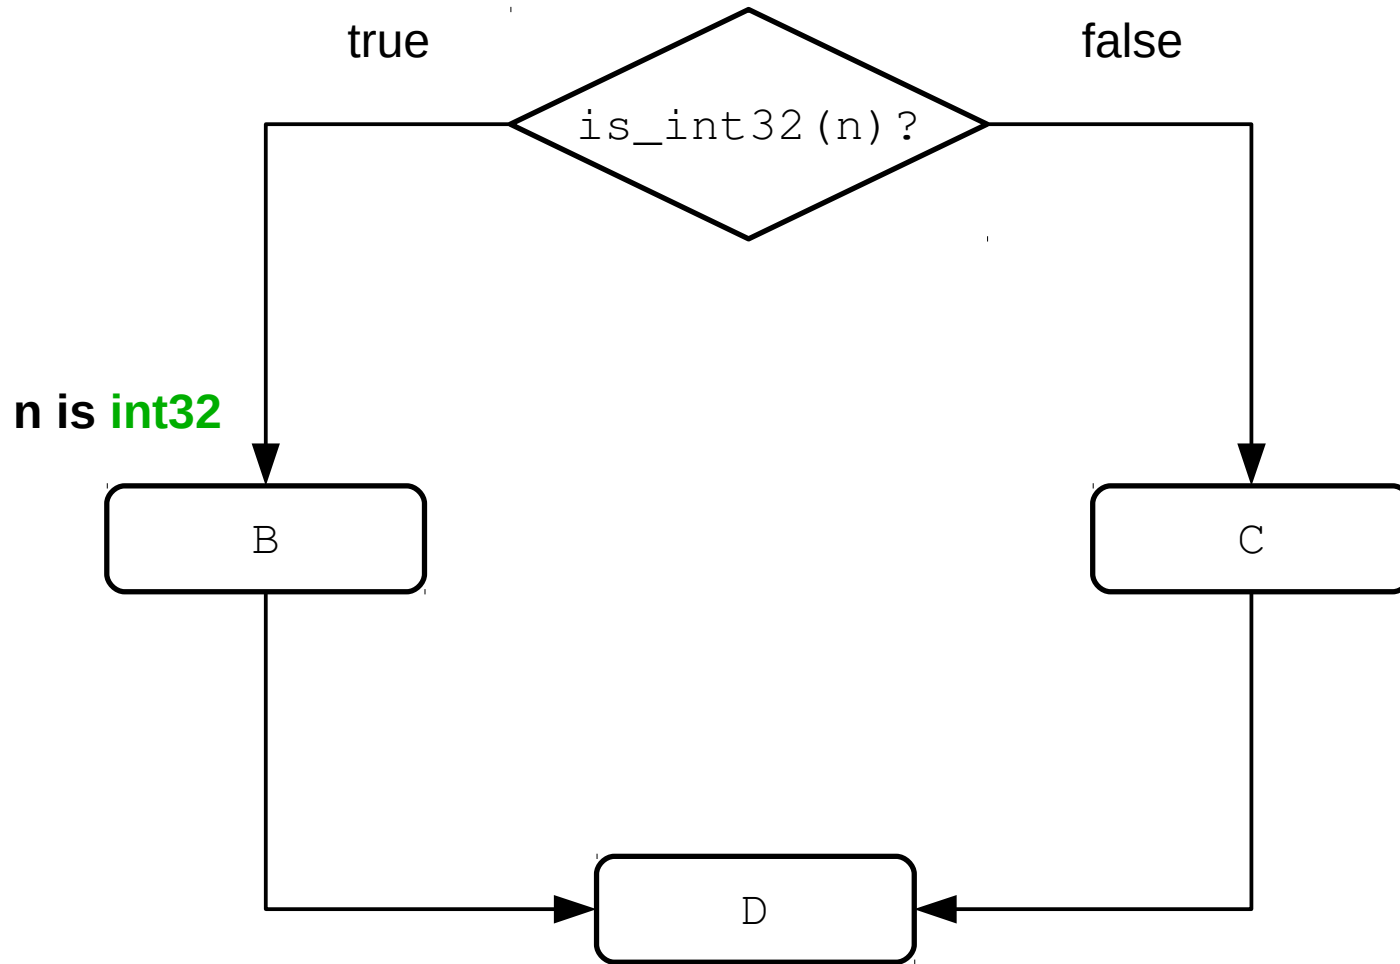 true
false
is_int32(n)?
n is int32
B
C
D